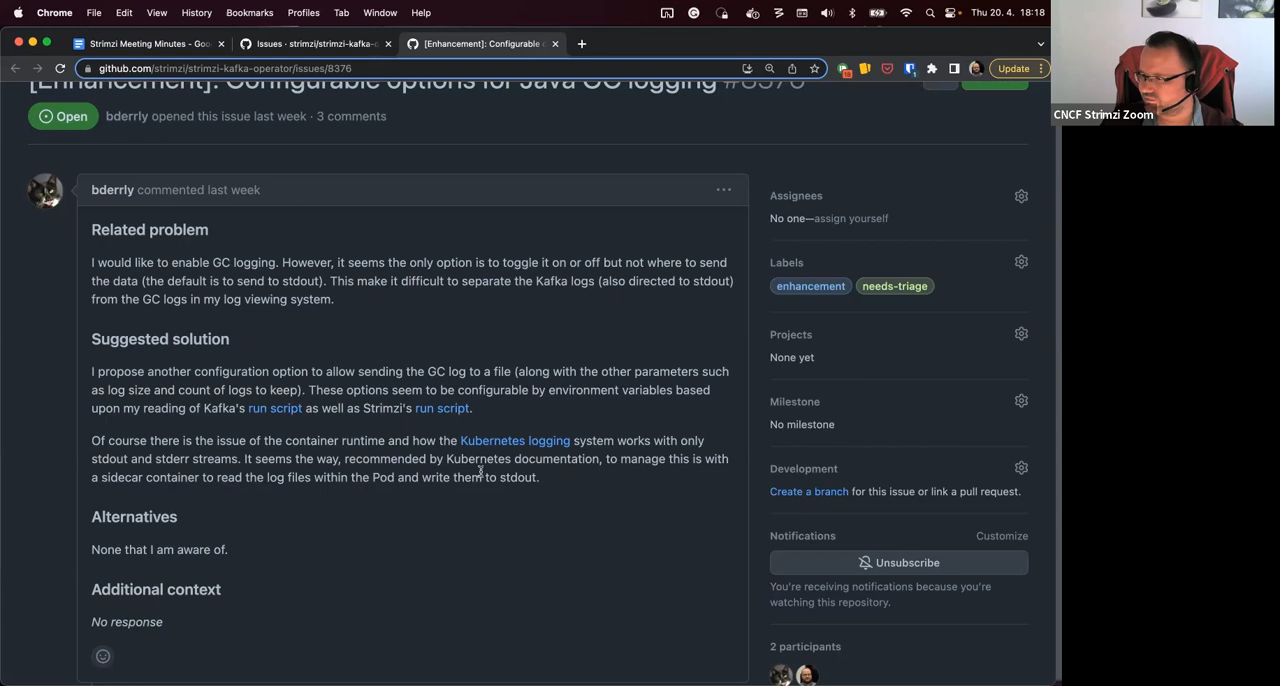 Chrome File Edit View History Bookmarks Profiles Tab Window Help Thu 20. 4. 18:18
Strimzi Meeting Minutes - Goo Issues · strimzi/strimzi-kafka-o [Enhancement]: Configurable
github.com/strimzi/strimzi-kafka-operator/issues/8376 18 1 Update
CNCF Strimzi Zoom
[Enhancement]: Configurable options for Java GC logging #8376
Open bderrly opened this issue last week · 3 comments
bderrly commented last week
Related problem
I would like to enable GC logging. However, it seems the only option is to toggle it on or off but not where to send
the data (the default is to send to stdout). This make it difficult to separate the Kafka logs (also directed to stdout)
from the GC logs in my log viewing system.
Suggested solution
I propose another configuration option to allow sending the GC log to a file (along with the other parameters such
as log size and count of logs to keep). These options seem to be configurable by environment variables based
upon my reading of Kafka's run script as well as Strimzi's run script.
Of course there is the issue of the container runtime and how the Kubernetes logging system works with only
stdout and stderr streams. It seems the way, recommended by Kubernetes documentation, to manage this is with
a sidecar container to read the log files within the Pod and write them to stdout.
Alternatives
None that I am aware of.
Additional context
No response
Assignees
No one—assign yourself
Labels
enhancement needs-triage
Projects
None yet
Milestone
No milestone
Development
Create a branch for this issue or link a pull request.
Notifications Customize
Unsubscribe
You're receiving notifications because you're
watching this repository.
2 participants